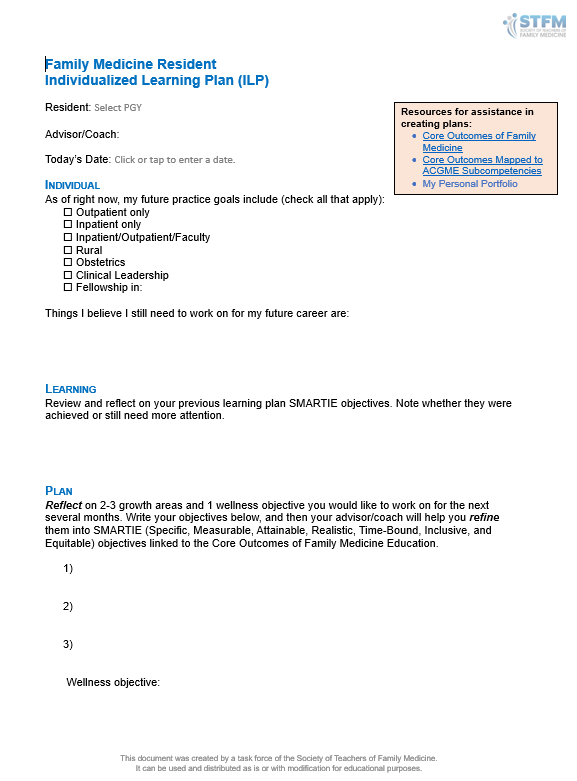 STFM
SOCIETY OF TEACHERS OF
FAMILY MEDICINE
Family Medicine Resident
Individualized Learning Plan (ILP)
Resident: Select PGY
Advisor/Coach:
Today's Date: Click or tap to enter a date.
Resources for assistance in
creating plans:
• Core Outcomes of Family
Medicine
• Core Outcomes Mapped to
ACGME Subcompetencies
• My Personal Portfolio
INDIVIDUAL
As of right now, my future practice goals include (check all that apply):
☐ Outpatient only
☐ Inpatient only
☐ Inpatient/Outpatient/Faculty
☐ Rural
☐ Obstetrics
☐ Clinical Leadership
☐ Fellowship in:
Things I believe I still need to work on for my future career are:
LEARNING
Review and reflect on your previous learning plan SMARTIE objectives. Note whether they were
achieved or still need more attention.
PLAN
Reflect on 2-3 growth areas and 1 wellness objective you would like to work on for the next
several months. Write your objectives below, and then your advisor/coach will help you refine
them into SMARTIE (Specific, Measurable, Attainable, Realistic, Time-Bound, Inclusive, and
Equitable) objectives linked to the Core Outcomes of Family Medicine Education.
1)
2)
3)
Wellness objective:
This document was created by a task force of the Society of Teachers of Family Medicine.
It can be used and distributed as is or with modification for educational purposes.